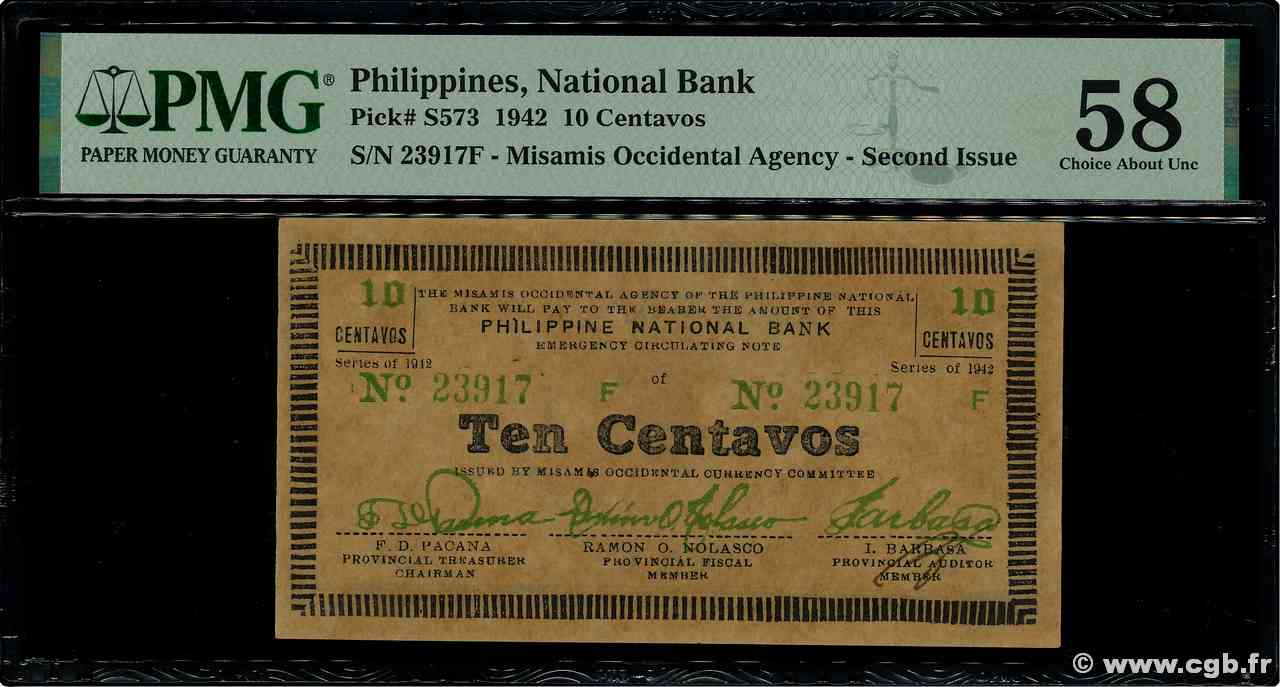 PMG®
PAPER MONEY GUARANTY
Philippines, National Bank
Pick# S573 1942 10 Centavos
S/N 23917F - Misamis Occidental Agency - Second Issue
58
Choice About Unc
10 10
CENTAVOS CENTAVOS
THE MISAMIS OCCIDENTAL AGENCY OF THE PHILIPPINE NATIONAL
BANK WILL PAY TO THE BEARER THE AMOUNT OF THIS
PHILIPPINE NATIONAL BANK
EMERGENCY CIRCULATING NOTE
Series of 1942 Series of 1942
of
Nº 23917 F Nº 23917 F
Ten Centavos
ISSUED BY MISAMIS OCCIDENTAL CURRENCY COMMITTEE
F. D. PACANA
PROVINCIAL TREASURER
CHAIRMAN
RAMON O. NOLASCO
PROVINCIAL FISCAL
MEMBER
I. BARBASA
PROVINCIAL AUDITOR
MEMBER
© www.cgb.fr